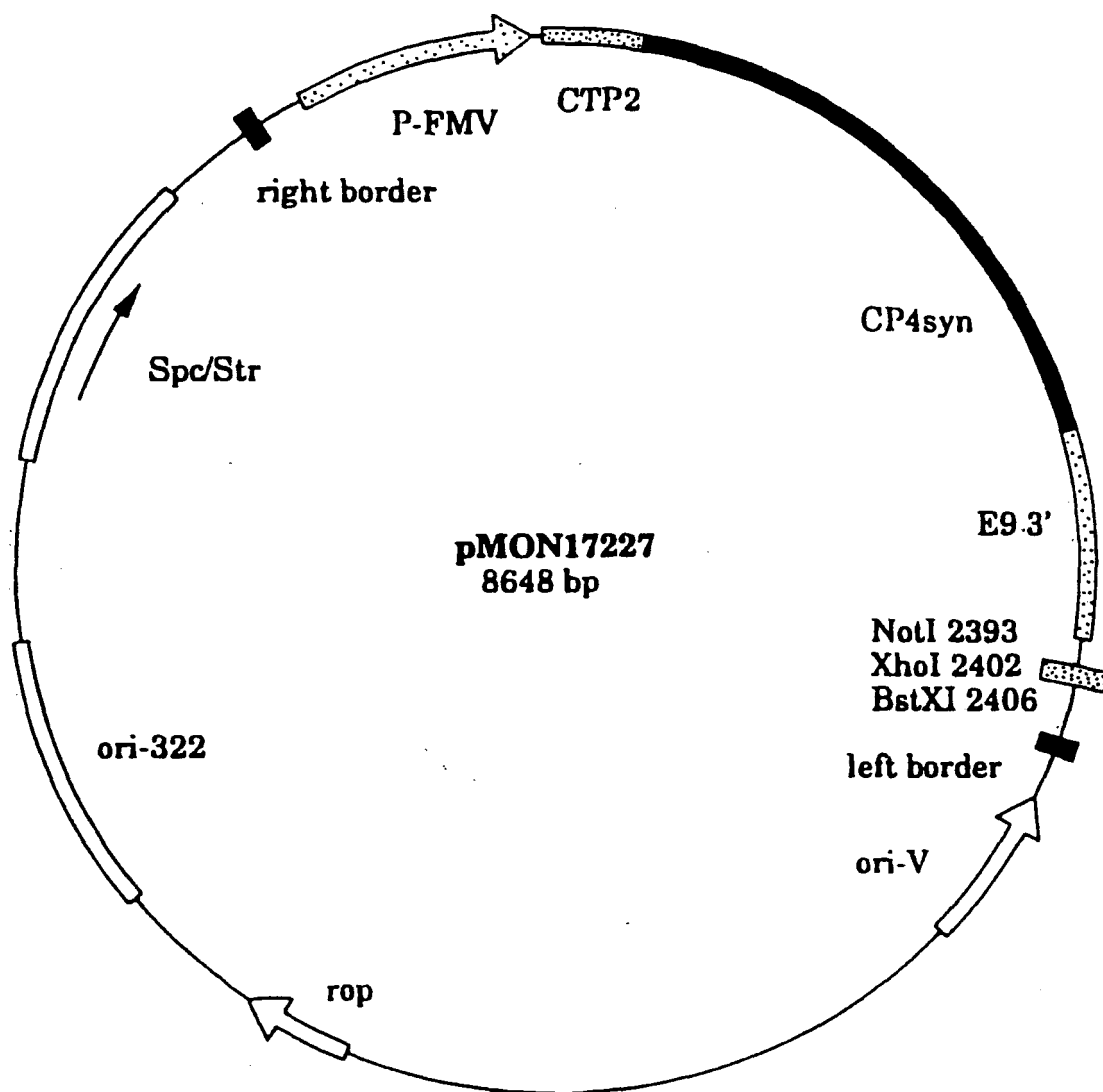 P-FMV
CTP2
right border
CP4syn
Spc/Str
E9 3'
pMON17227
8648 bp
NotI 2393
XhoI 2402
BstXI 2406
ori-322
left border
ori-V
rop